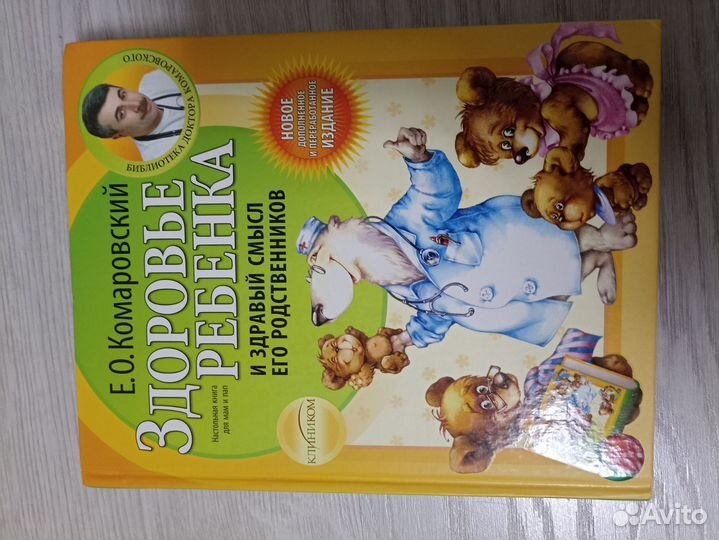 БИБЛИОТЕКА ДОКТОРА КОМАРОВСКОГО
Е.О.Комаровский
ЗДОРОВЬЕ
РЕБЕНКА
Настольная книга
для мам и пап
И ЗДРАВЫЙ СМЫСЛ
ЕГО РОДСТВЕННИКОВ
НОВОЕ
ДОПОЛНЕННОЕ
И ПЕРЕРАБОТАННОЕ
ИЗДАНИЕ
КЛИНИКОМ
Avito